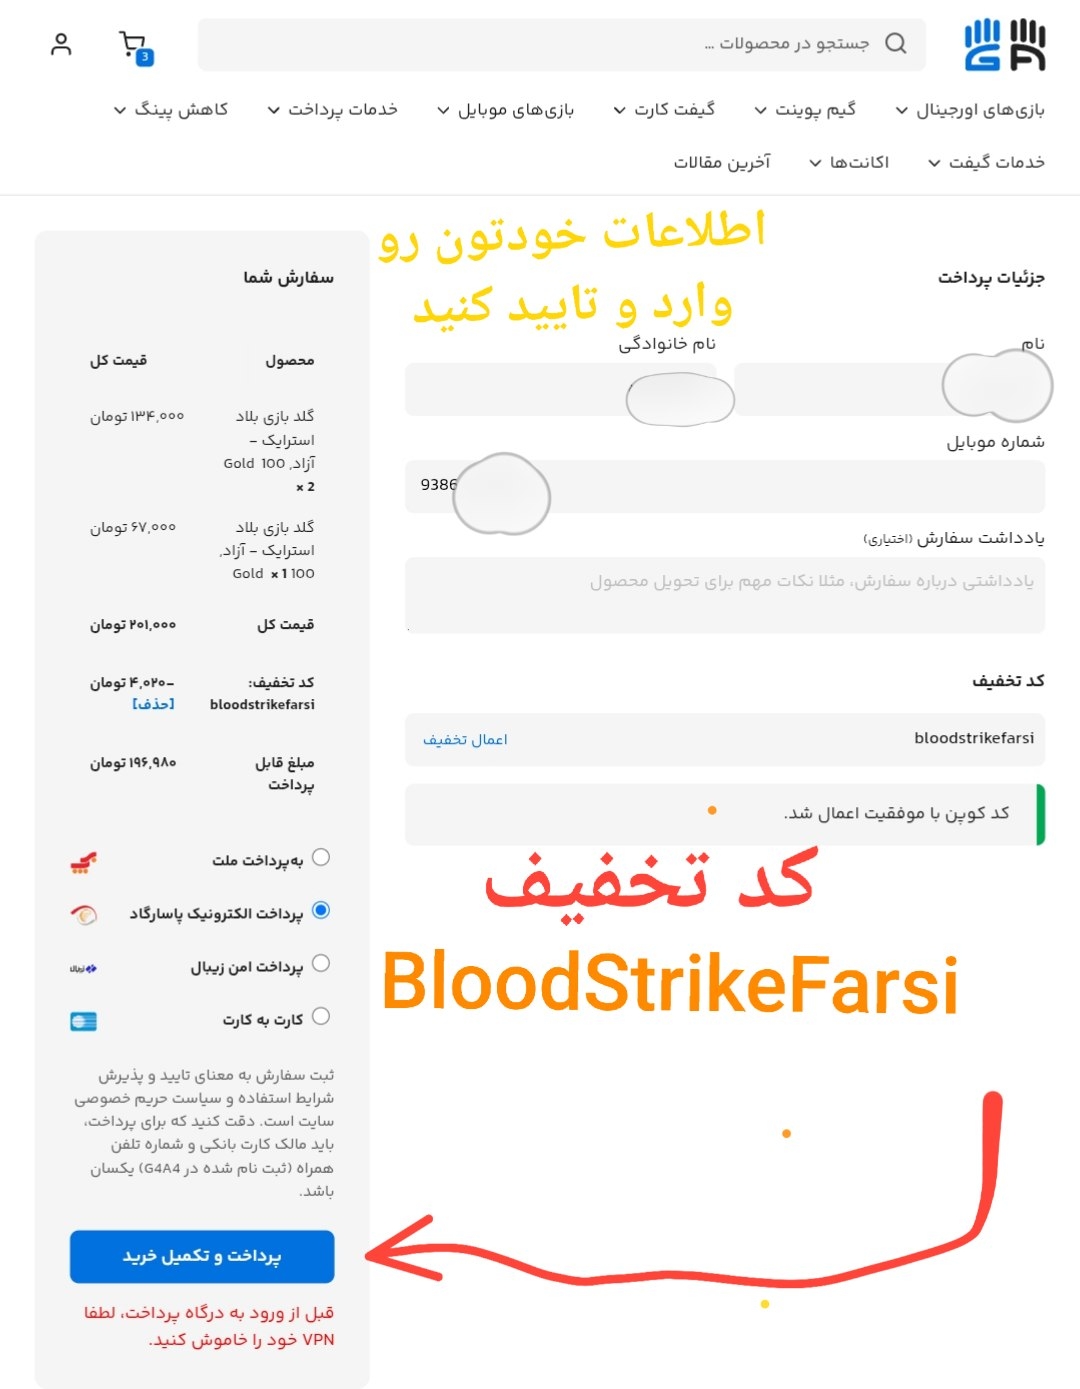 جستجو در محصولات ...
3
بازی‌های اورجینال
گیم پوینت
گیفت کارت
بازی‌های موبایل
خدمات پرداخت
کاهش پینگ
خدمات گیفت
اکانت‌ها
آخرین مقالات
اطلاعات خودتون رو
وارد و تایید کنید
جزئیات پرداخت
نام
نام خانوادگی
شماره موبایل
9386
یادداشت سفارش (اختیاری)
یادداشتی درباره سفارش، مثلا نکات مهم برای تحویل محصول
کد تخفیف
bloodstrikefarsi
اعمال تخفیف
کد کوپن با موفقیت اعمال شد.
کد تخفیف
BloodStrikeFarsi
سفارش شما
محصول
قیمت کل
گلد بازی بلاد
استرایک –
آزاد, 100 Gold
× 2
۱۳۴,۰۰۰ تومان
گلد بازی بلاد
استرایک – آزاد,
100 Gold × 1
۶۷,۰۰۰ تومان
قیمت کل
۲۰۱,۰۰۰ تومان
کد تخفیف:
bloodstrikefarsi
-۴,۰۲۰ تومان
[حذف]
مبلغ قابل
پرداخت
۱۹۶,۹۸۰ تومان
به‌پرداخت ملت
پرداخت الکترونیک پاسارگاد
پرداخت امن زیبال
زیبال
کارت به کارت
ثبت سفارش به معنای تایید و پذیرش
شرایط استفاده و سیاست حریم خصوصی
سایت است. دقت کنید که برای پرداخت،
باید مالک کارت بانکی و شماره تلفن
همراه (ثبت نام شده در G4A4) یکسان
باشد.
پرداخت و تکمیل خرید
قبل از ورود به درگاه پرداخت، لطفا
VPN خود را خاموش کنید.